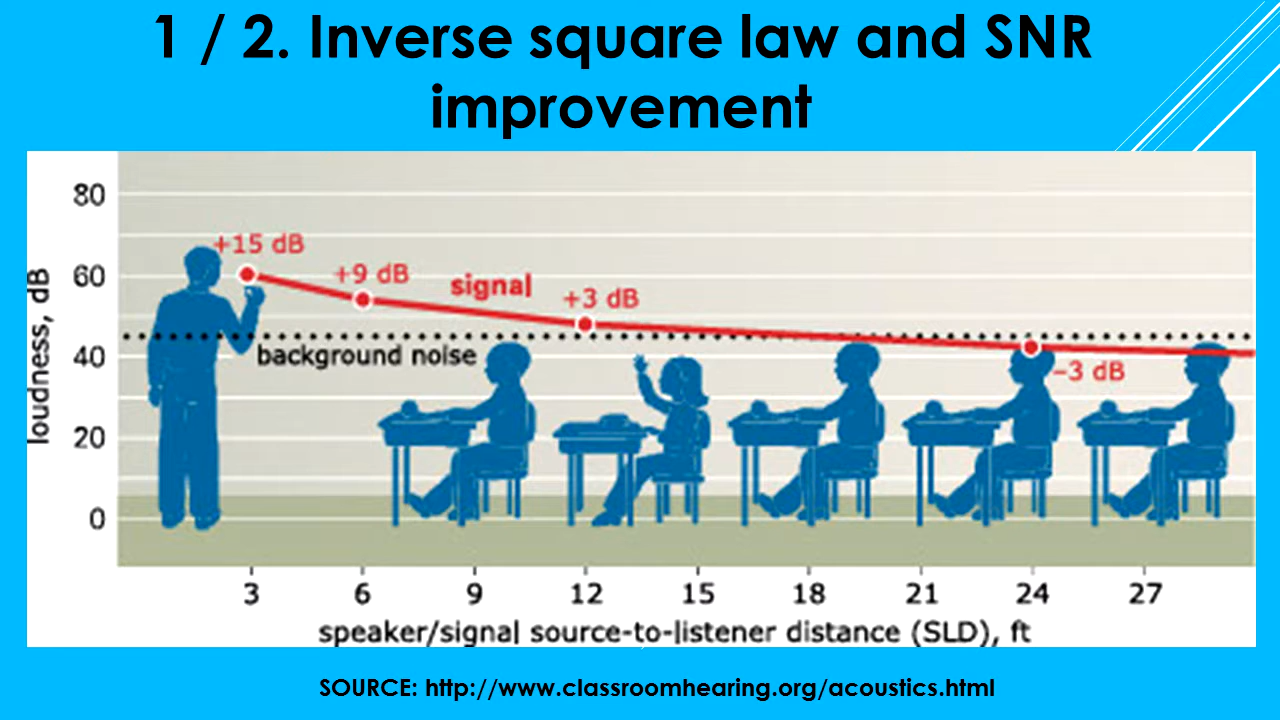 1 / 2. Inverse square law and SNR
improvement
80
60
40
20
0
loudness, dB
+15 dB
+9 dB
signal
+3 dB
background noise
−3 dB
3 6 9 12 15 18 21 24 27
speaker/signal source-to-listener distance (SLD), ft
SOURCE: http://www.classroomhearing.org/acoustics.html